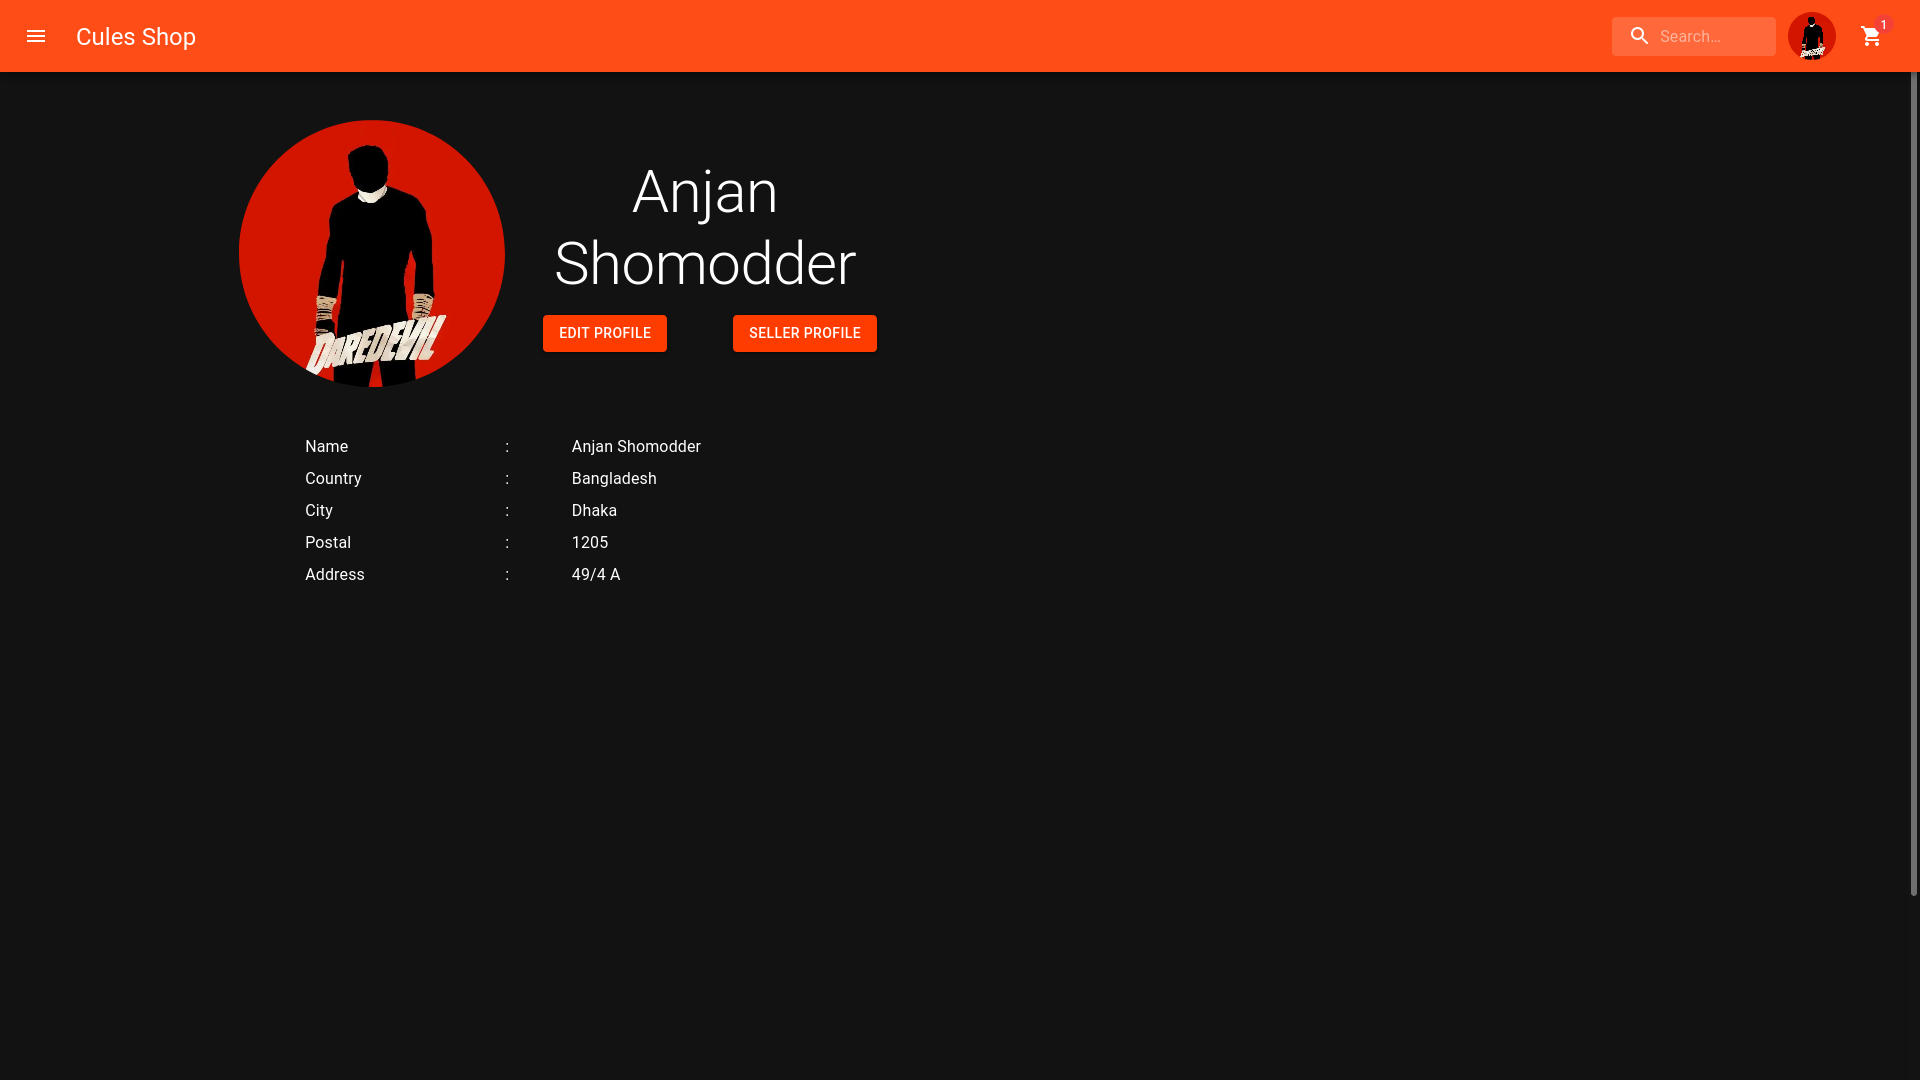 Cules Shop
Search...
1
DAREDEVIL
Anjan
Shomodder
EDIT PROFILE
SELLER PROFILE
DAREDEVIL
Name : Anjan Shomodder
Country : Bangladesh
City : Dhaka
Postal : 1205
Address : 49/4 A